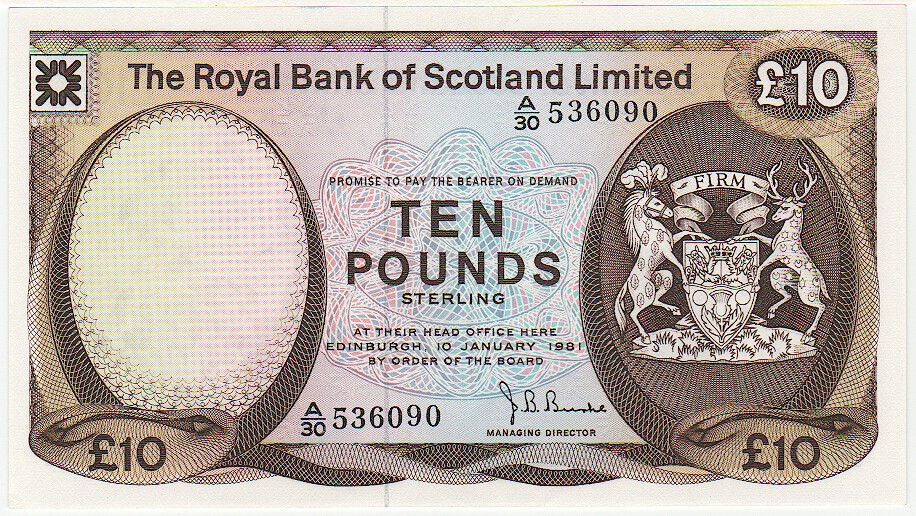 The Royal Bank of Scotland Limited
£10
A/30 536090
PROMISE TO PAY THE BEARER ON DEMAND
TEN
POUNDS
STERLING
AT THEIR HEAD OFFICE HERE
EDINBURGH, 10 JANUARY 1981
BY ORDER OF THE BOARD
FIRM
A/30 536090
J. B. Burke
MANAGING DIRECTOR
£10
£10